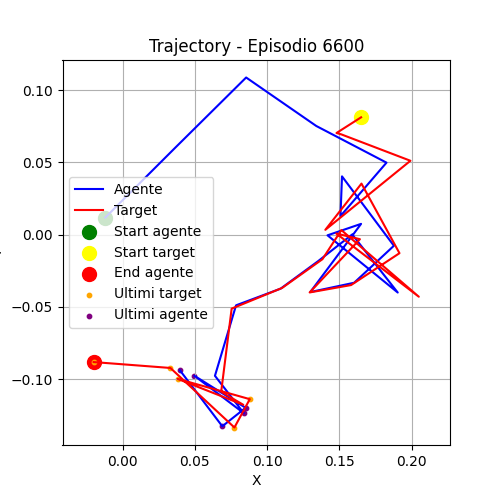 Trajectory - Episodio 6600
0.10
0.05
0.00
−0.05
−0.10
Agente
Target
Start agente
Start target
End agente
Ultimi target
Ultimi agente
0.00 0.05 0.10 0.15 0.20
X